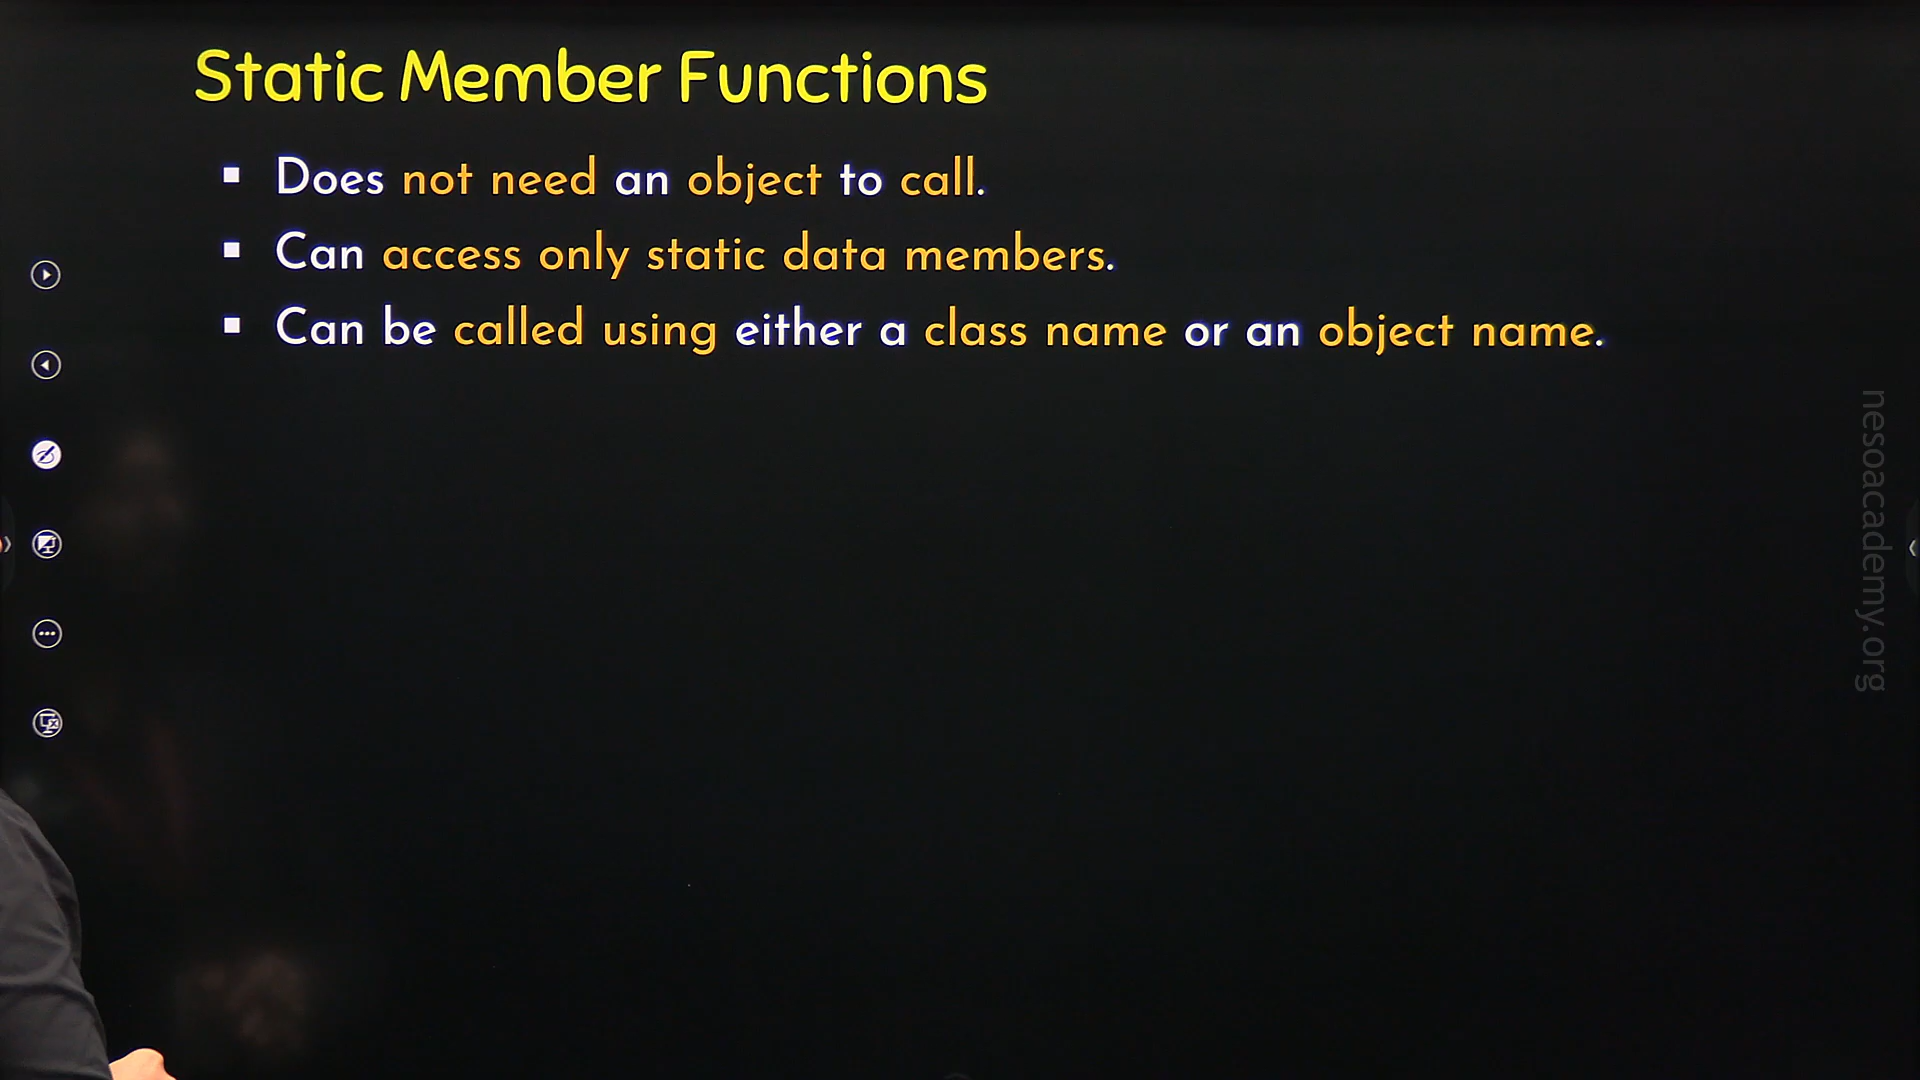 Static Member Functions
▪ Does not need an object to call.
▪ Can access only static data members.
▪ Can be called using either a class name or an object name.
nesoacademy.org